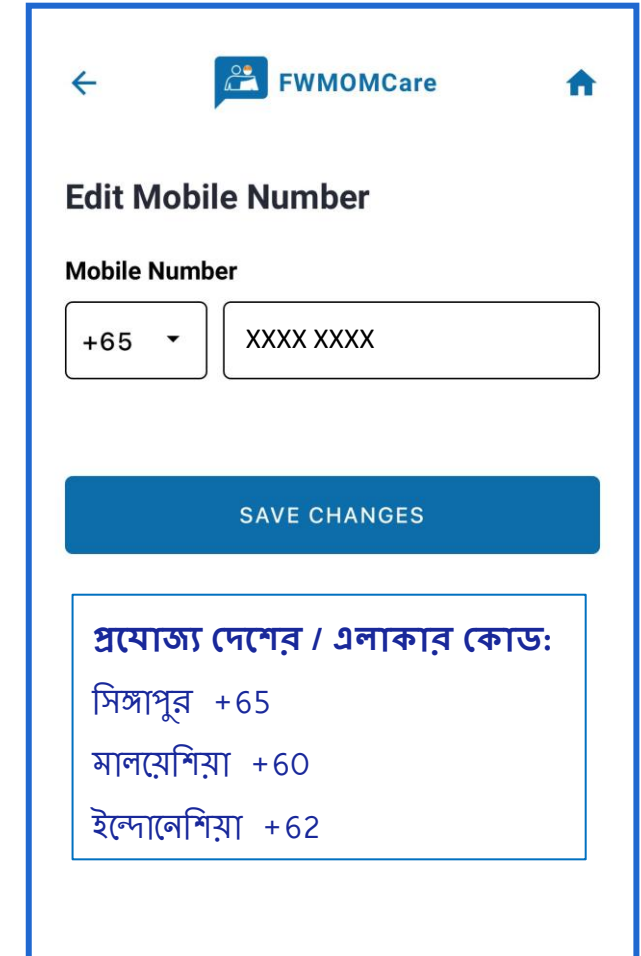 FWMOMCare
Edit Mobile Number
Mobile Number
+65 XXXX XXXX
SAVE CHANGES
প্রযোজ্য দেশের / এলাকার কোড:
সিঙ্গাপুর +65
মালয়েশিয়া +60
ইন্দোনেশিয়া +62